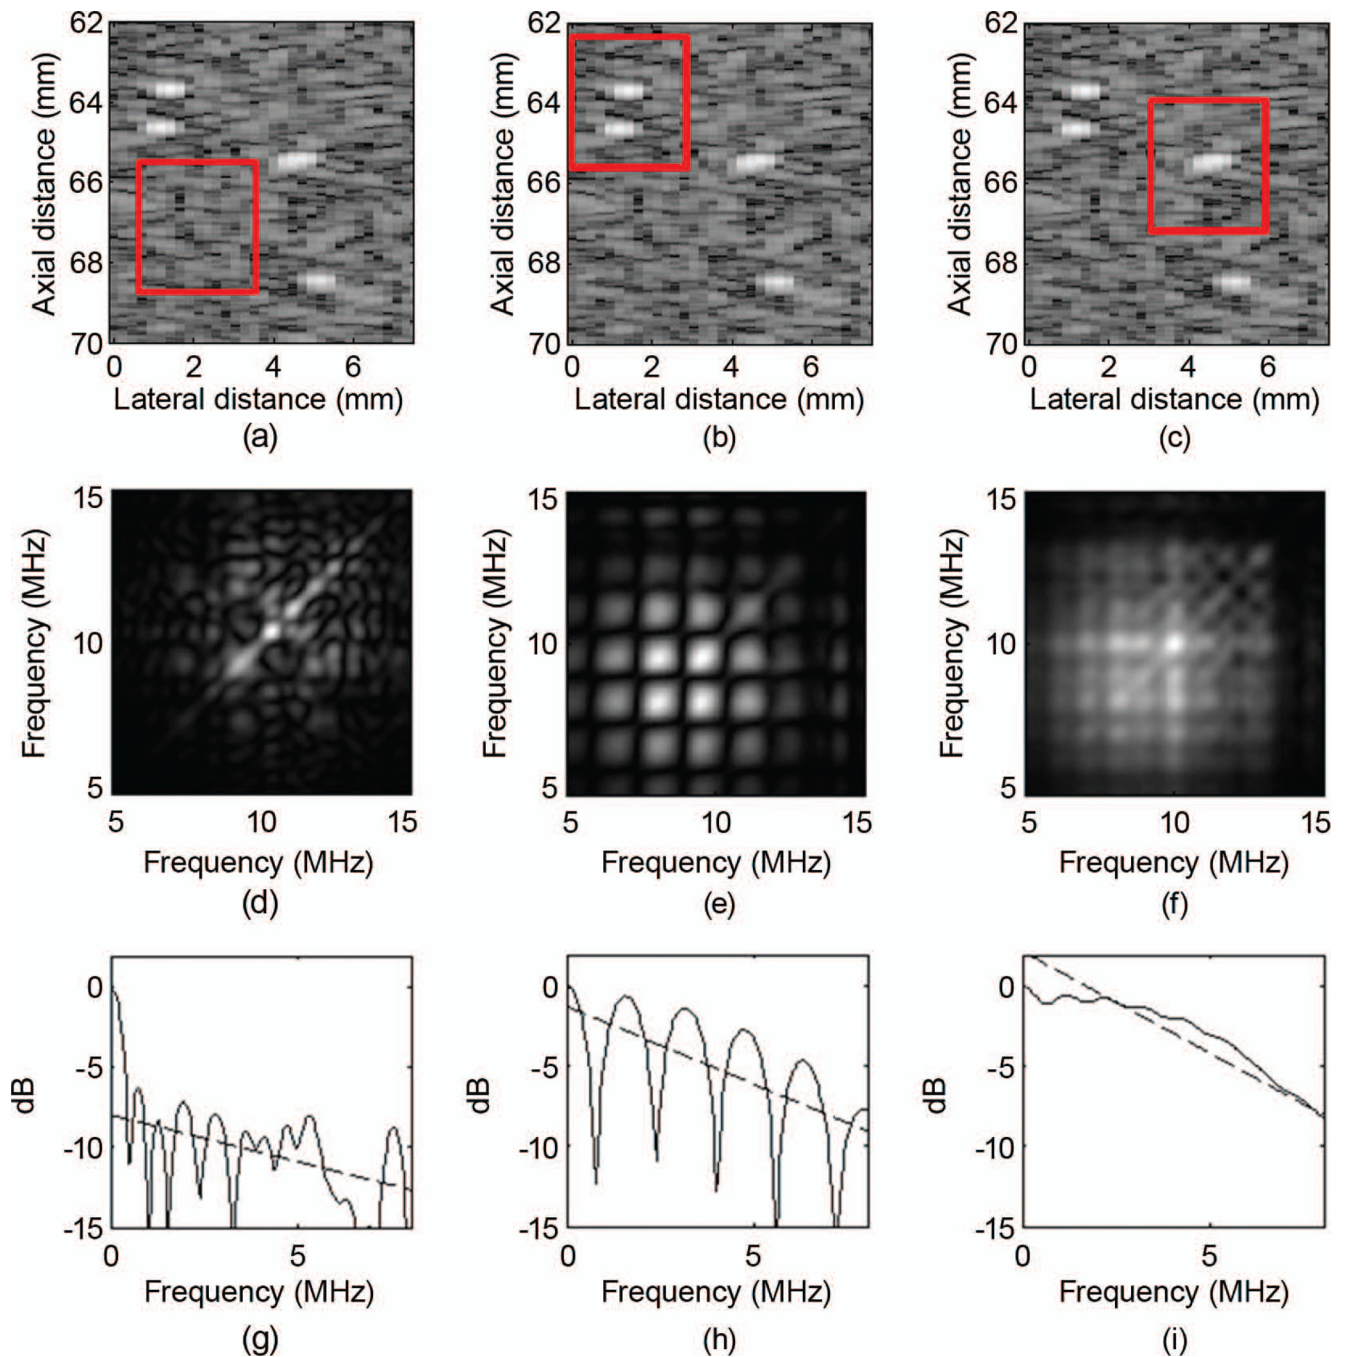 62
64
66
68
70
Axial distance (mm)
0 2 4 6
Lateral distance (mm)
(a)
62
64
66
68
70
Axial distance (mm)
0 2 4 6
Lateral distance (mm)
(b)
62
64
66
68
70
Axial distance (mm)
0 2 4 6
Lateral distance (mm)
(c)
15
10
5
Frequency (MHz)
5 10 15
Frequency (MHz)
(d)
15
10
5
Frequency (MHz)
5 10 15
Frequency (MHz)
(e)
15
10
5
Frequency (MHz)
5 10 15
Frequency (MHz)
(f)
0
-5
-10
-15
dB
0 5
Frequency (MHz)
(g)
0
-5
-10
-15
dB
0 5
Frequency (MHz)
(h)
0
-5
-10
-15
dB
0 5
Frequency (MHz)
(i)